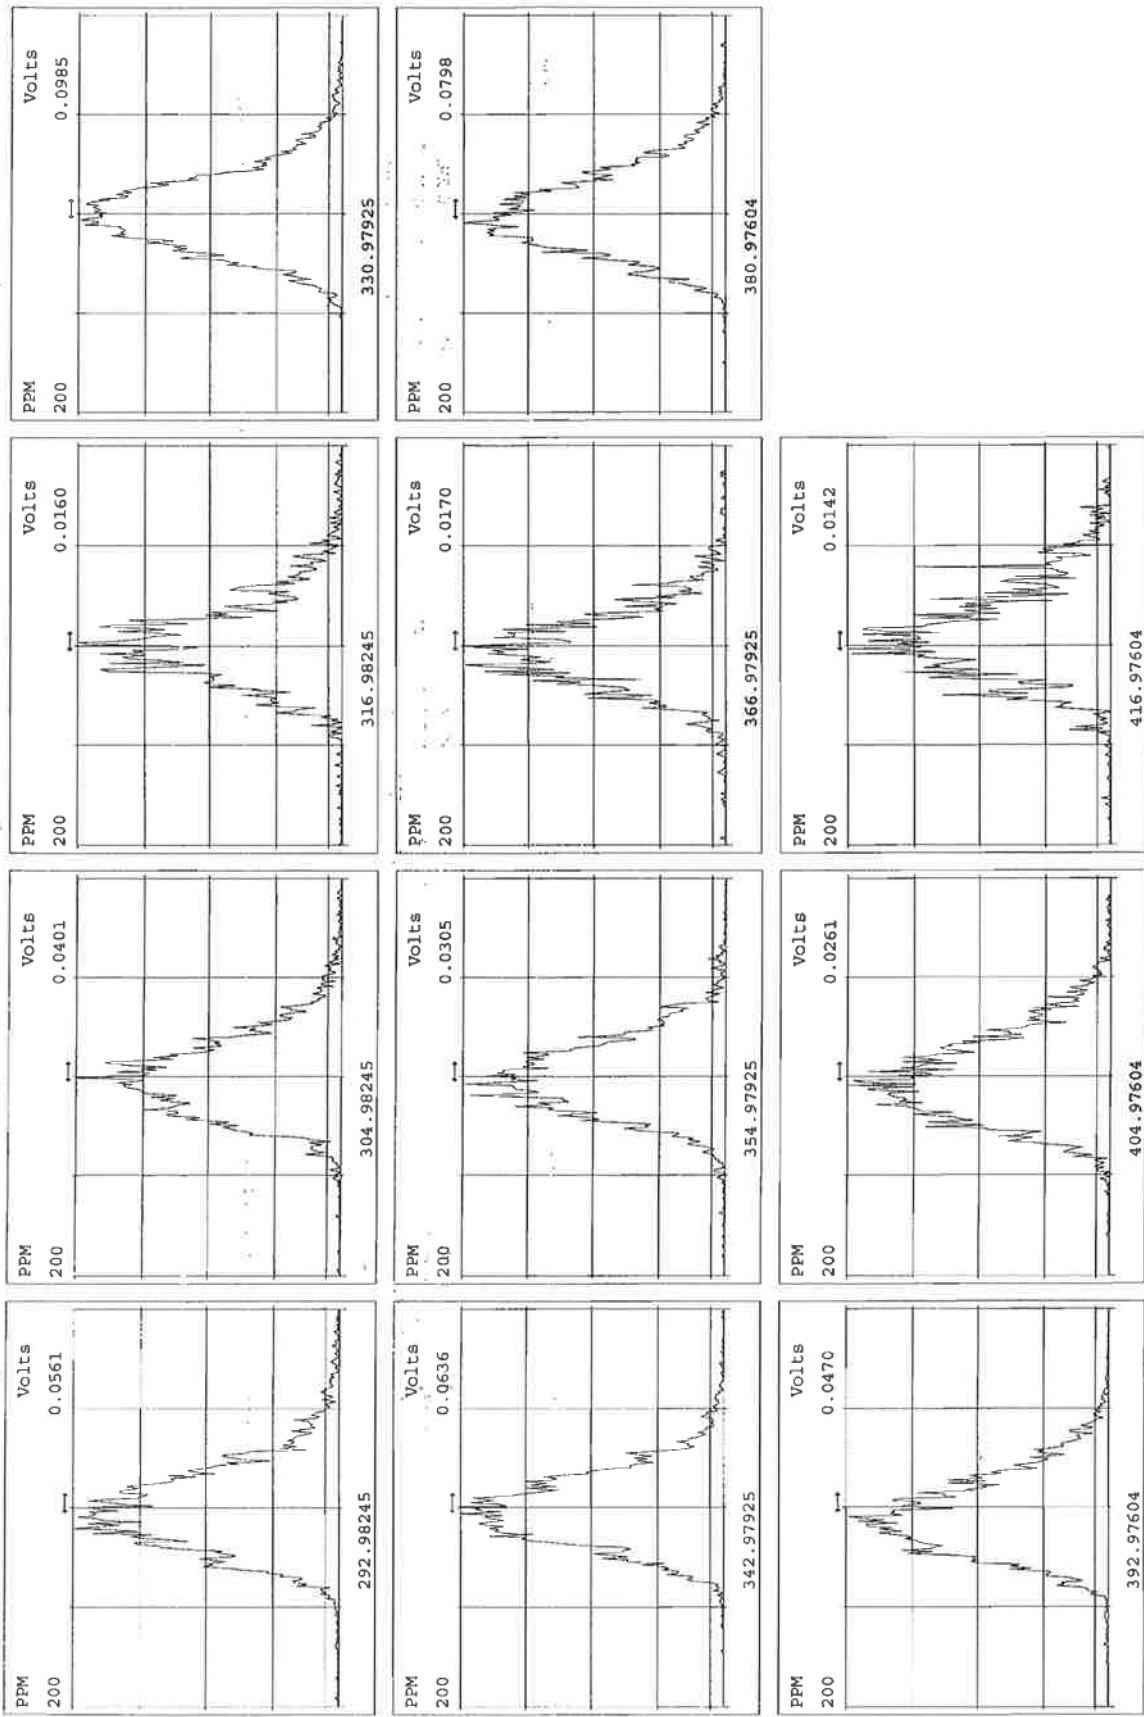 PPM Volts
200 0.0561
292.98245
PPM Volts
200 0.0401
304.98245
PPM Volts
200 0.0160
316.98245
PPM Volts
200 0.0985
330.97925
PPM Volts
200 0.0636
342.97925
PPM Volts
200 0.0305
354.97925
PPM Volts
200 0.0170
366.97925
PPM Volts
200 0.0798
380.97604
PPM Volts
200 0.0470
392.97604
PPM Volts
200 0.0261
404.97604
PPM Volts
200 0.0142
416.97604